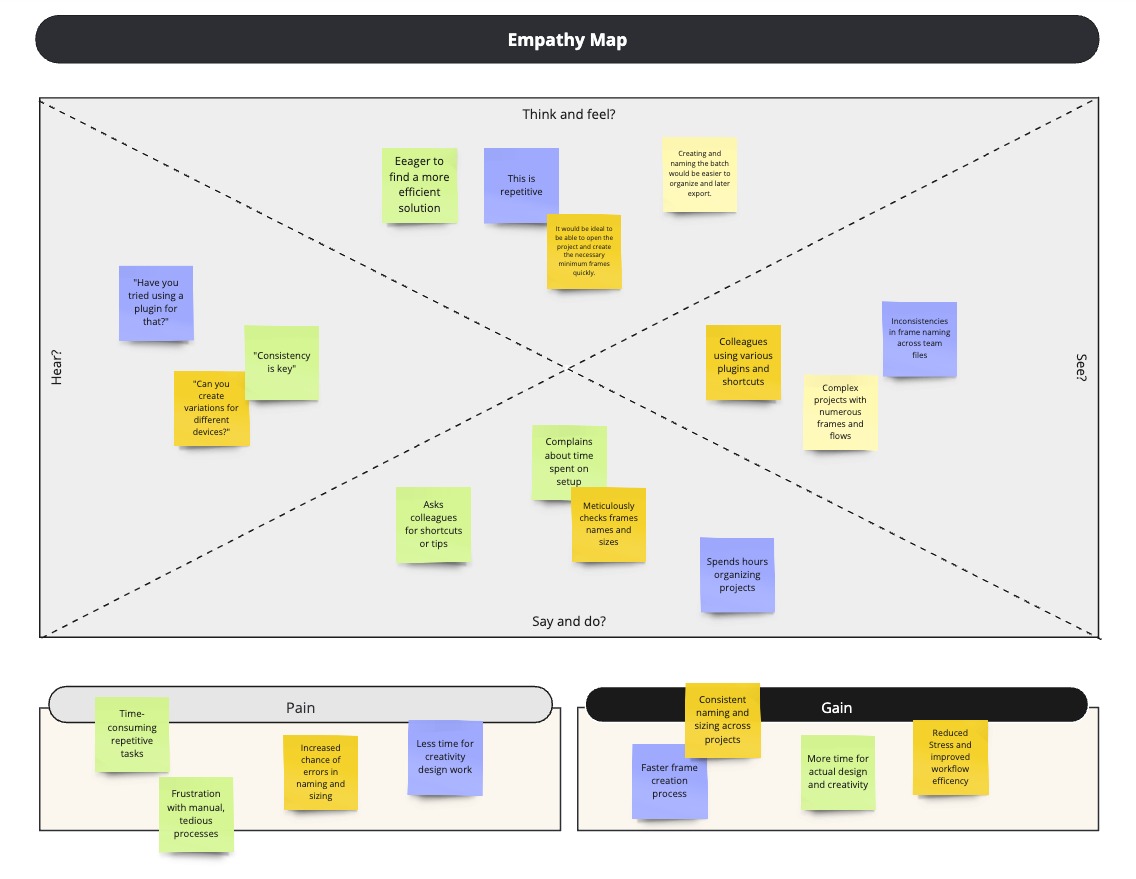 Empathy Map
Think and feel?
Eeager to
find a more
efficient
solution
This is
repetitive
It would be ideal to
be able to open the
project and create
the necessary
minimum frames
quickly.
Creating and
naming the batch
would be easier to
organize and later
export.
Hear?
"Have you
tried using a
plugin for
that?"
"Consistency
is key"
"Can you
create
variations for
different
devices?"
See?
Colleagues
using various
plugins and
shortcuts
Inconsistencies
in frame naming
across team
files
Complex
projects with
numerous
frames and
flows
Complains
about time
spent on
setup
Asks
colleagues
for shortcuts
or tips
Meticulously
checks frames
names and
sizes
Spends hours
organizing
projects
Say and do?
Pain
Time-
consuming
repetitive
tasks
Frustration
with manual,
tedious
processes
Increased
chance of
errors in
naming and
sizing
Less time for
creativity
design work
Gain
Consistent
naming and
sizing across
projects
Faster frame
creation
process
More time for
actual design
and creativity
Reduced
Stress and
improved
workflow
efficency